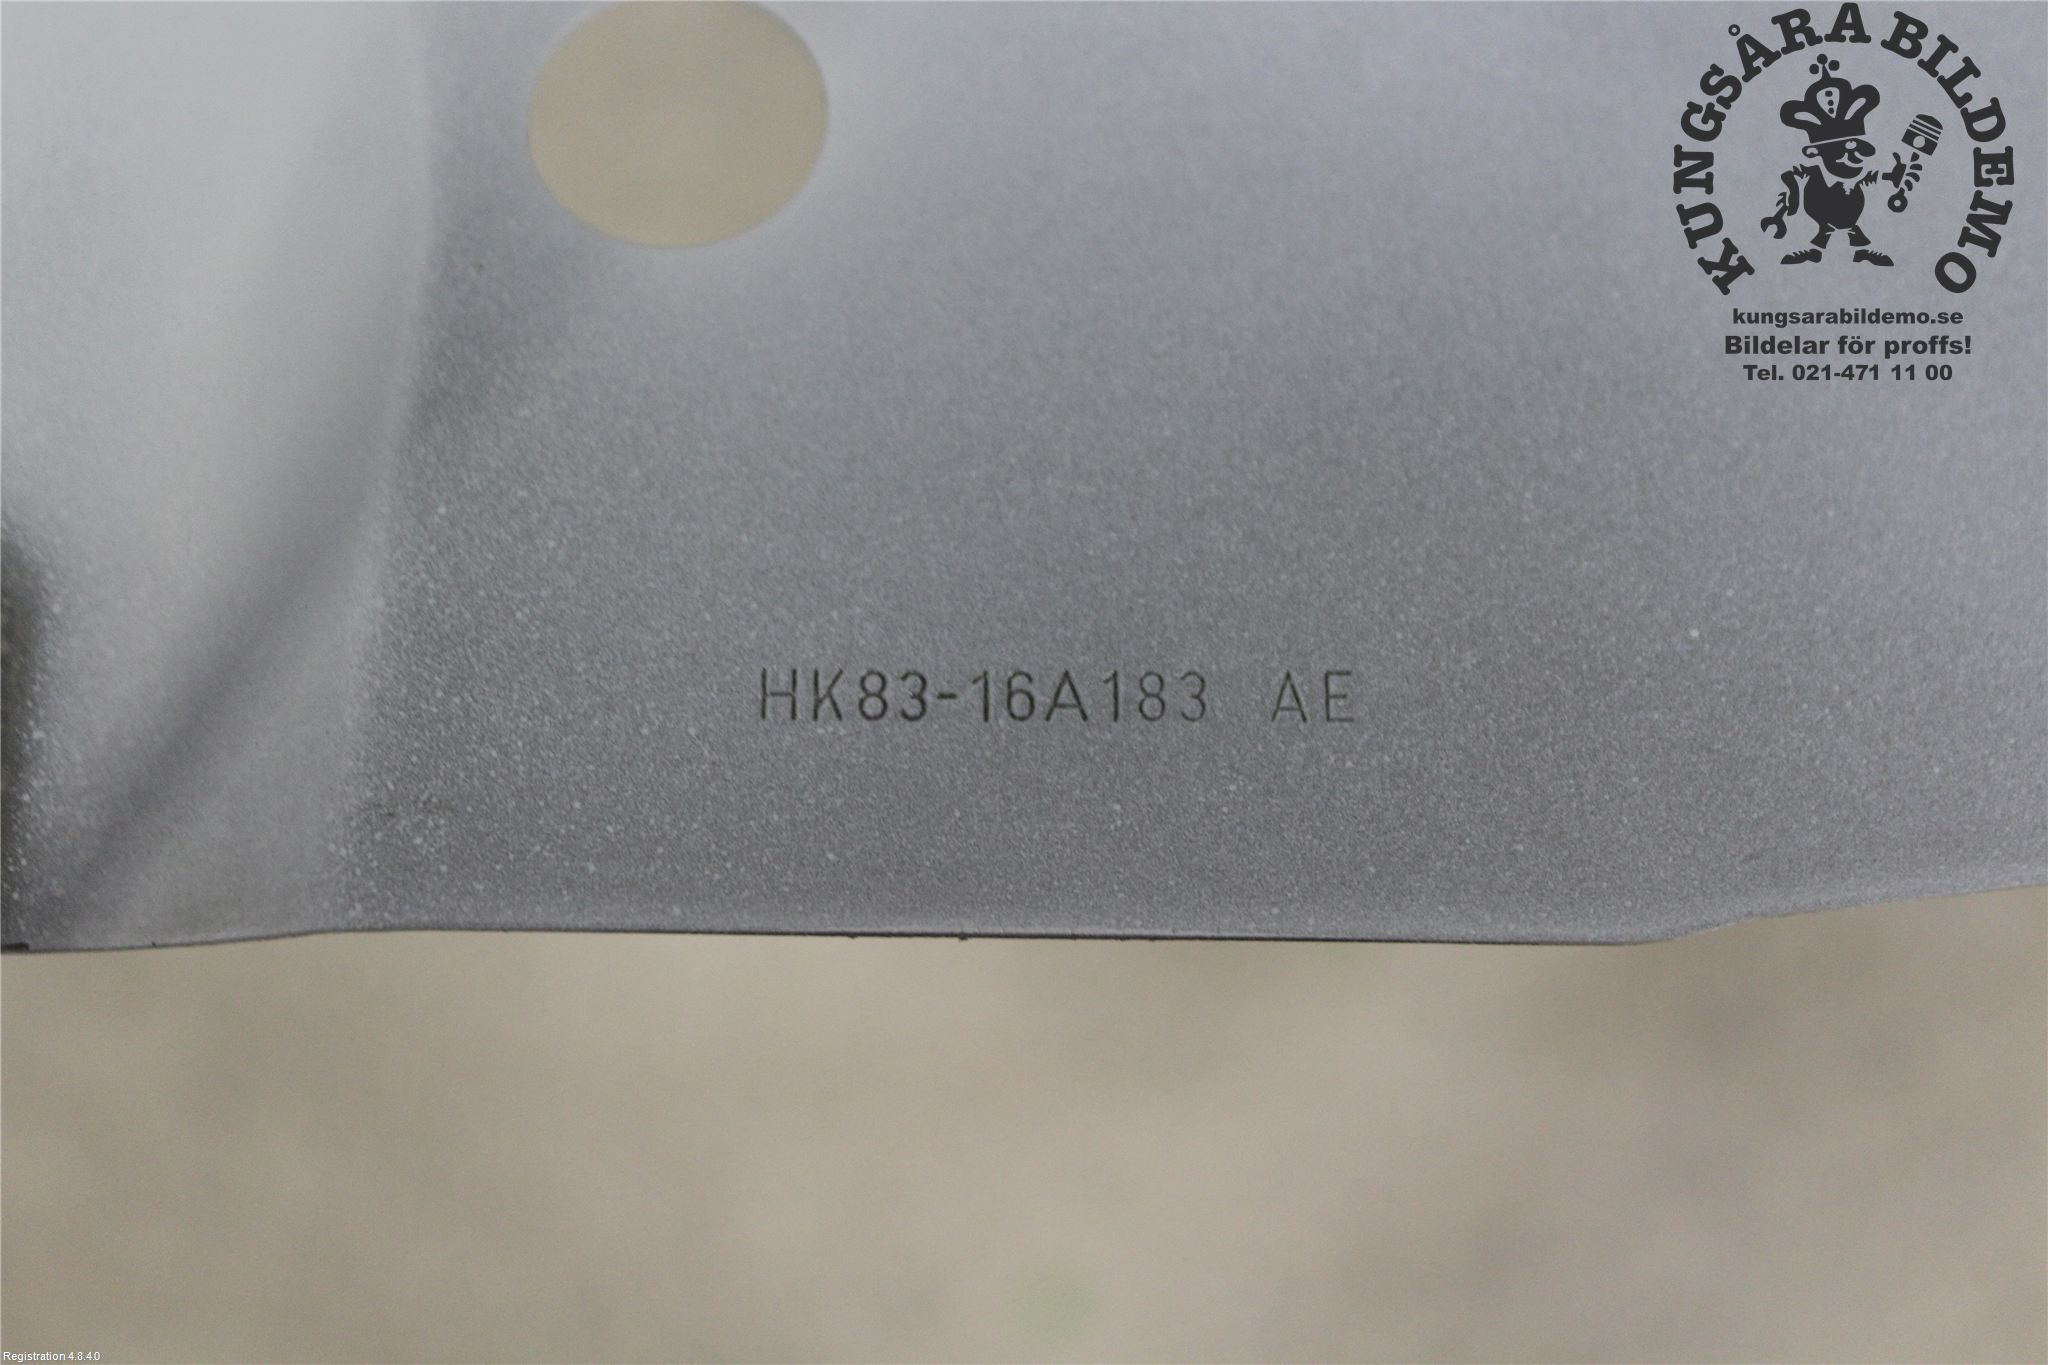 KUNGSÅRA BILDEMO
kungsarabildemo.se
Bildelar för proffs!
Tel. 021-471 11 00
HK83-16A183 AE
Registration 4.8.4.0